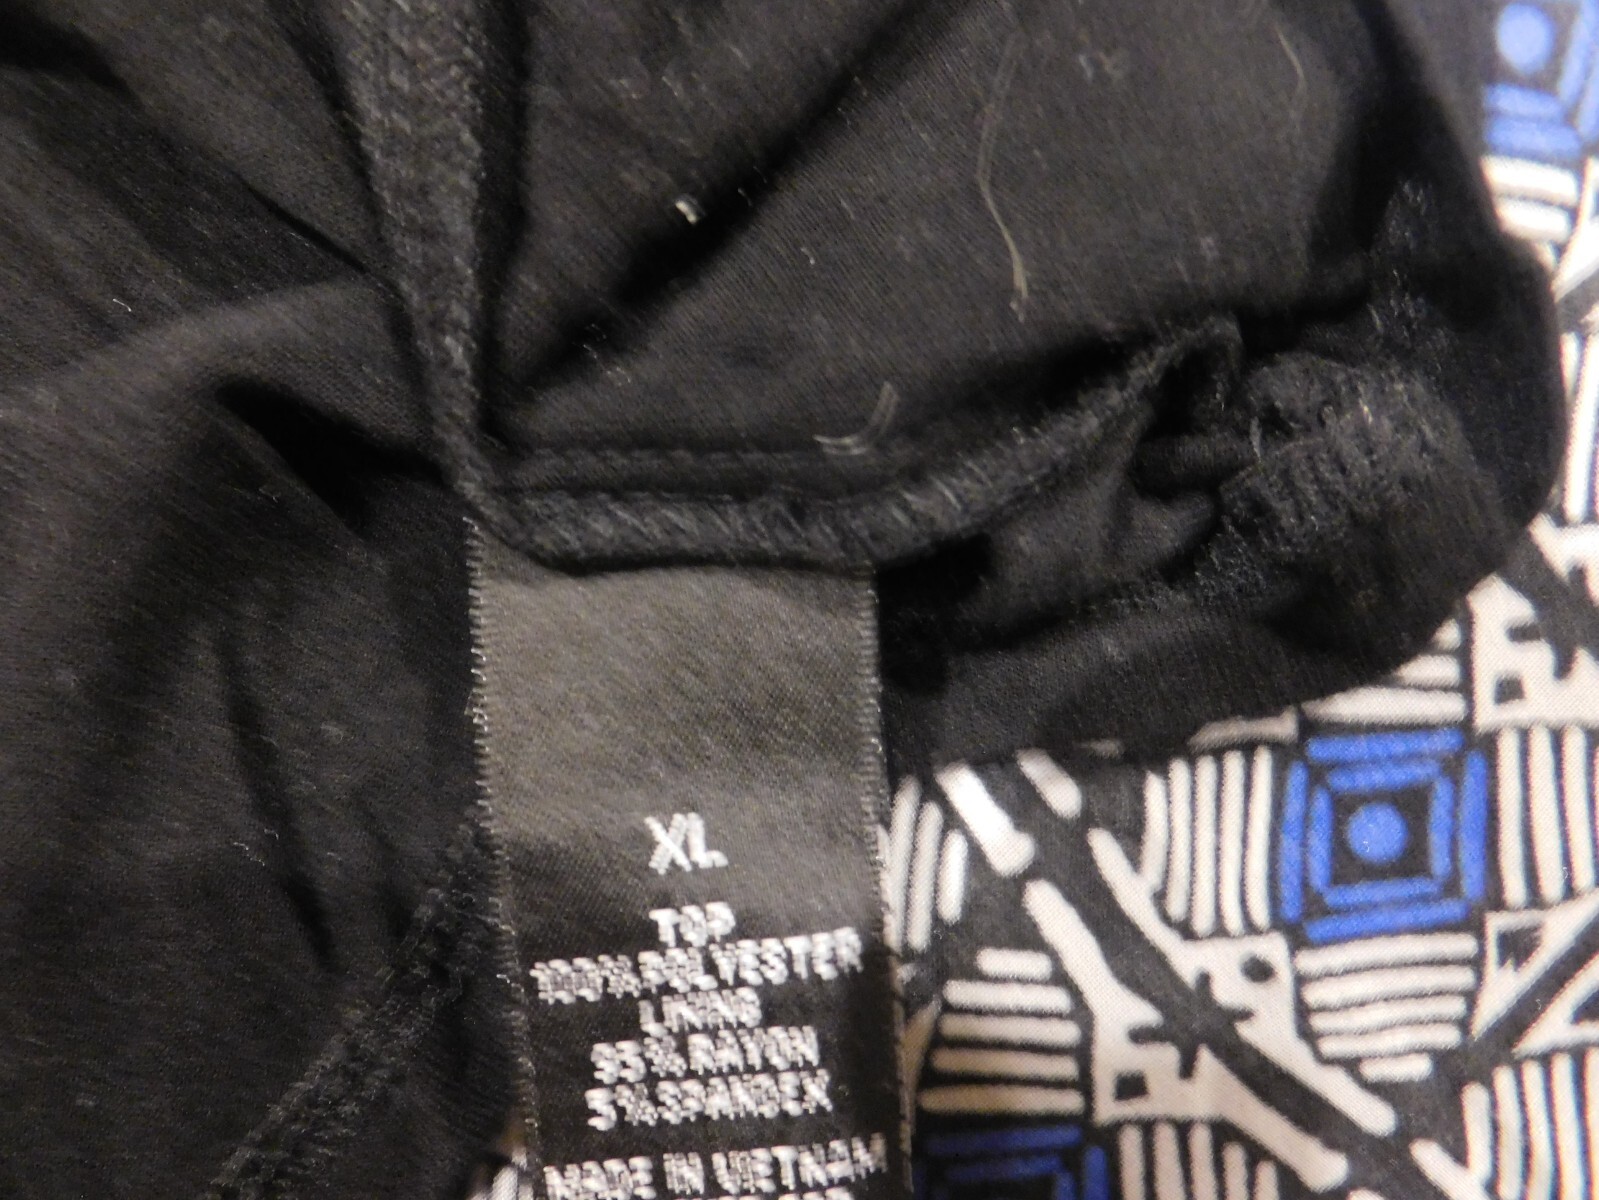 XL
TOP
100% POLYESTER
LINING
95% RAYON
5% SPANDEX
MADE IN VIETNAM